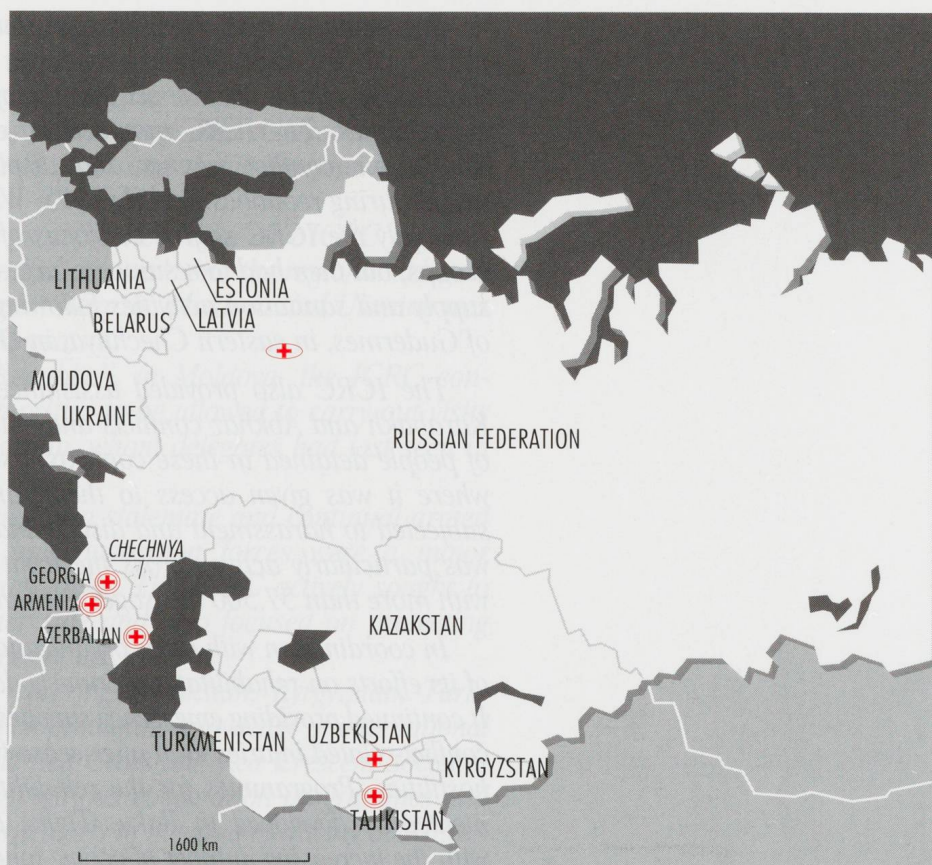 LITHUANIA
ESTONIA
BELARUS
LATVIA
MOLDOVA
UKRAINE
RUSSIAN FEDERATION
CHECHNYA
GEORGIA
ARMENIA
KAZAKSTAN
AZERBAIJAN
UZBEKISTAN
TURKMENISTAN
KYRGYZSTAN
TAJIKISTAN
1600 km